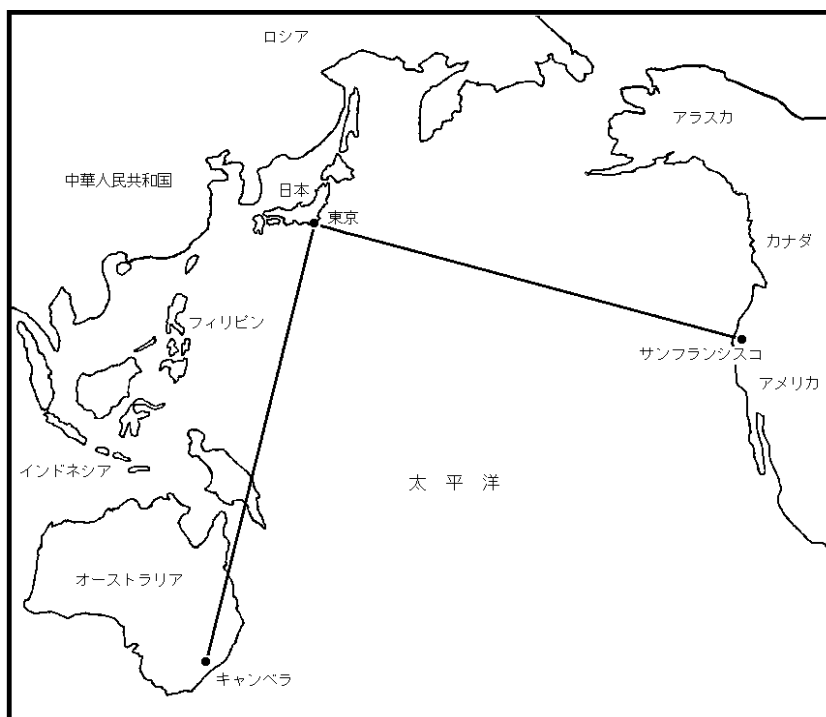 ロシア
アラスカ
中華人民共和国
日本
東京
カナダ
フィリピン
サンフランシスコ
アメリカ
インドネシア
太 平 洋
オーストラリア
キャンベラ